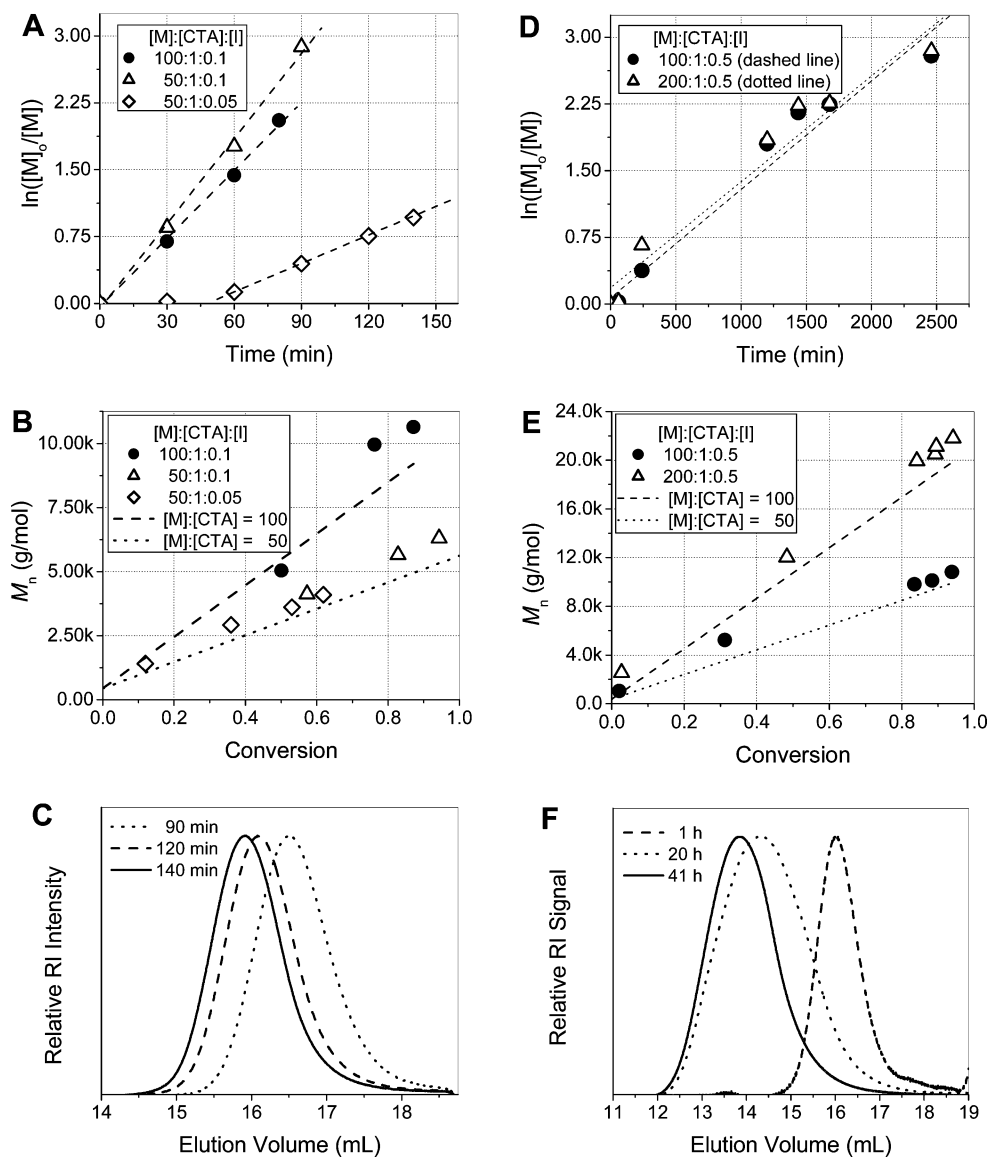 A
[M]:[CTA]:[I]
100:1:0.1
50:1:0.1
50:1:0.05
3.00
2.25
1.50
0.75
0.00
ln([M]o/[M])
0 30 60 90 120 150
Time (min)
D
[M]:[CTA]:[I]
100:1:0.5 (dashed line)
200:1:0.5 (dotted line)
3.00
2.25
1.50
0.75
0.00
ln([M]o/[M])
0 500 1000 1500 2000 2500
Time (min)
B
[M]:[CTA]:[I]
100:1:0.1
50:1:0.1
50:1:0.05
[M]:[CTA] = 100
[M]:[CTA] = 50
10.00k
7.50k
5.00k
2.50k
0.00
Mn (g/mol)
0.0 0.2 0.4 0.6 0.8 1.0
Conversion
E
[M]:[CTA]:[I]
100:1:0.5
200:1:0.5
[M]:[CTA] = 100
[M]:[CTA] = 50
24.0k
20.0k
16.0k
12.0k
8.0k
4.0k
0.0
Mn (g/mol)
0.0 0.2 0.4 0.6 0.8 1.0
Conversion
C
90 min
120 min
140 min
Relative RI Intensity
14 15 16 17 18
Elution Volume (mL)
F
1 h
20 h
41 h
Relative RI Signal
11 12 13 14 15 16 17 18 19
Elution Volume (mL)